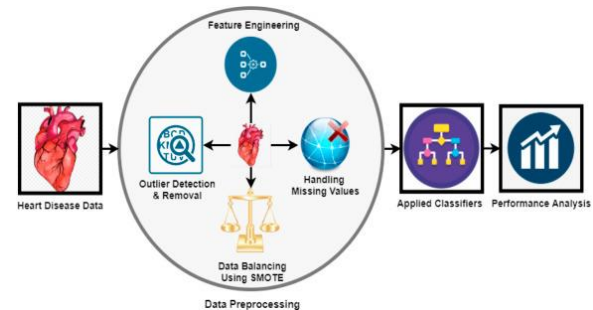 Feature Engineering
Outlier Detection
& Removal
Handling
Missing Values
Heart Disease Data
Applied Classifiers
Performance Analysis
Data Balancing
Using SMOTE
Data Preprocessing